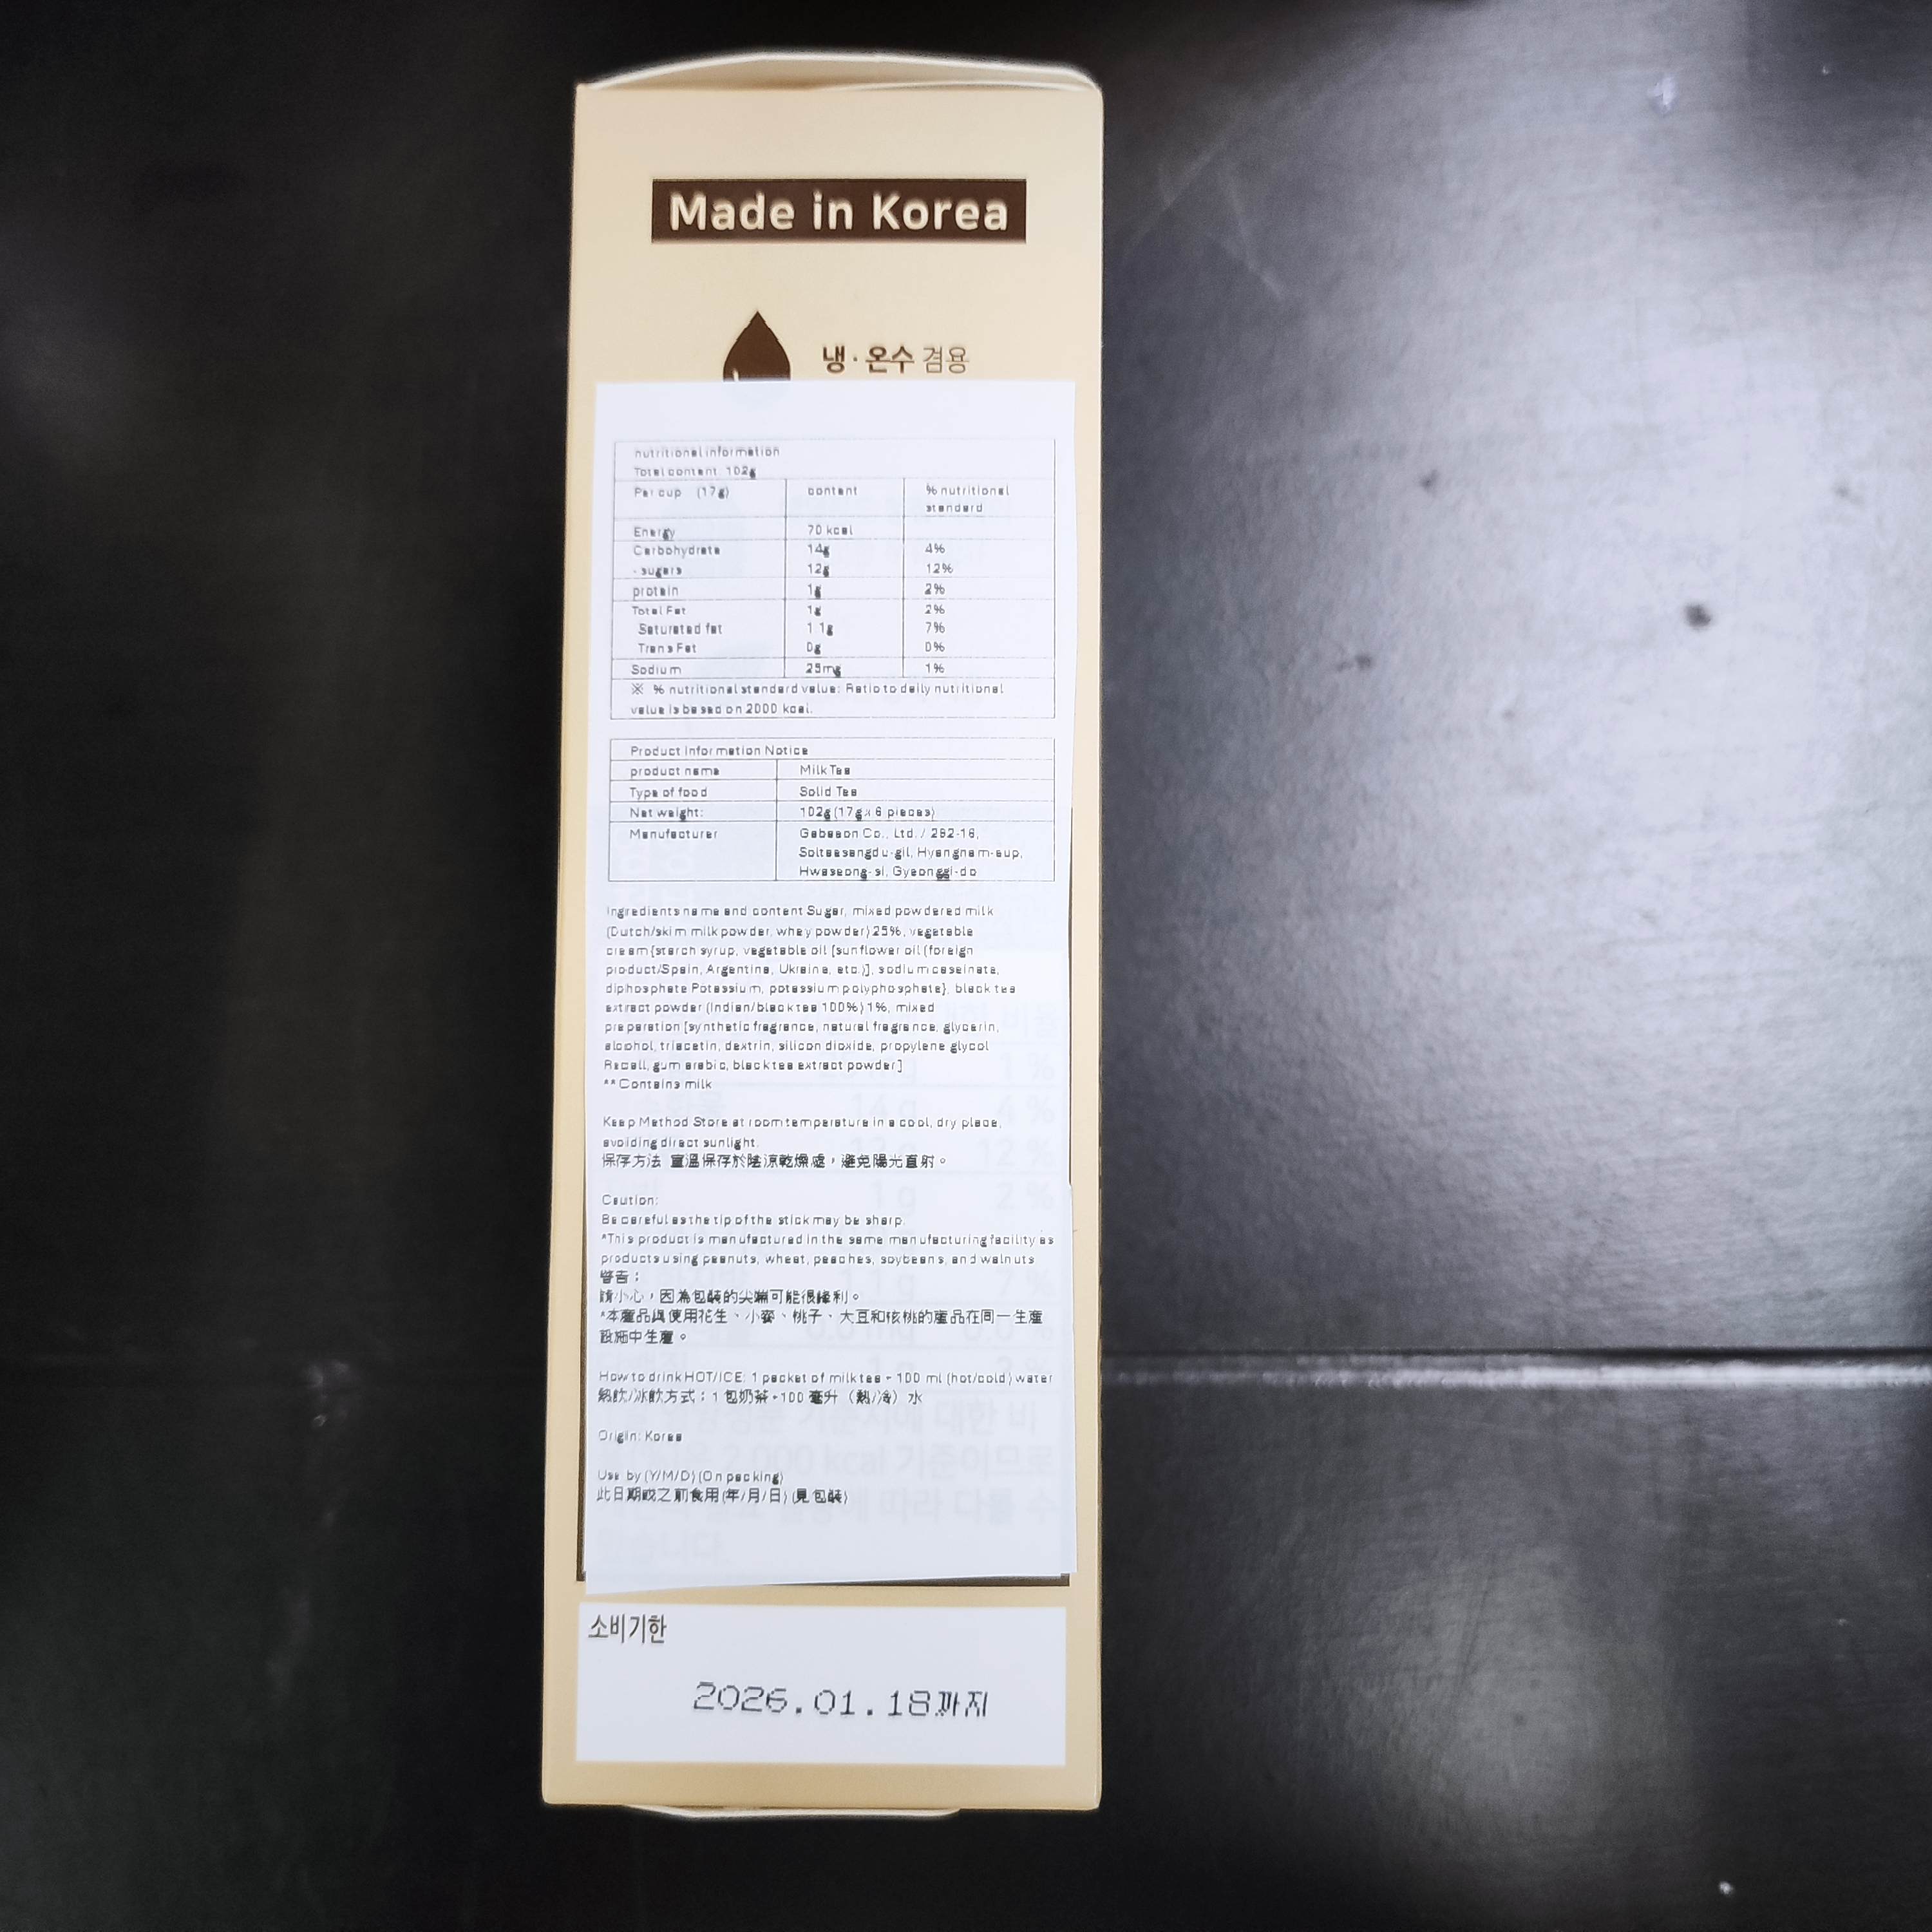 Made in Korea
냉·온수 겸용
nutritional information
Total content 102g
Per cup (17g) content % nutritional standard
Energy 70 kcal
Carbohydrate 14g 4%
- sugars 12g 12%
protein 1g 2%
Total Fat 1g 2%
Saturated fat 1.1g 7%
Trans Fat 0g 0%
Sodium 25mg 1%
※ % nutritional standard value: Ratio to daily nutritional
value is based on 2000 kcal.
Product Information Notice
product name Milk Tea
Type of food Solid Tea
Net weight: 102g (17g x 6 pieces)
Manufacturer Gabeeon Co., Ltd. / 292-16,
Solteesangdu-gil, Hyangnam-eup,
Hwaseong-si, Gyeonggi-do
Ingredients name and content Sugar, mixed powdered milk
(Dutch/skim milk powder, whey powder) 25%, vegetable
cream{starch syrup, vegetable oil [sunflower oil (foreign
product/Spain, Argentina, Ukraine, etc.)], sodium caseinate,
diphosphate Potassium, potassium polyphosphate}, black tea
extract powder (Indian/black tea 100%) 1%, mixed
preparation [synthetic fragrance, natural fragrance, glycerin,
alcohol, triacetin, dextrin, silicon dioxide, propylene glycol
Recall, gum arabic, black tea extract powder]
**Contains milk
Keep Method Store at room temperature in a cool, dry place,
avoiding direct sunlight.
保存方法 室溫保存於陰涼乾燥處，避免陽光直射。
Caution:
Be careful as the tip of the stick may be sharp.
*This product is manufactured in the same manufacturing facility as
products using peanuts, wheat, peaches, soybeans, and walnuts
警告：
請小心，因為包裝的尖端可能很鋒利。
*本產品與使用花生、小麥、桃子、大豆和核桃的產品在同一生產
設施中生產。
How to drink HOT/ICE: 1 packet of milk tea + 100 ml (hot/cold) water
熱飲/冰飲方式：1 包奶茶+100 毫升（熱/冷）水
Origin: Korea
Use by (Y/M/D) (On packing)
此日期或之前食用(年/月/日) (見包裝)
소비기한
2026.01.18까지